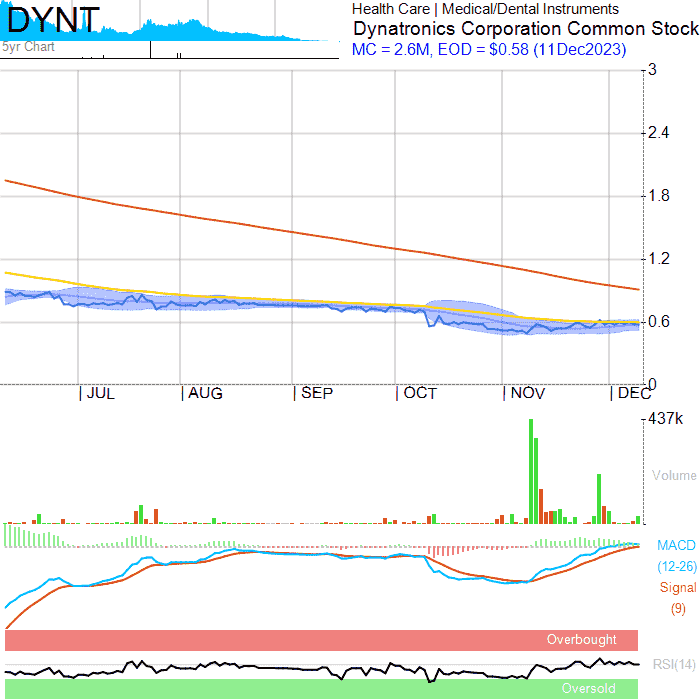 DYNT
5yr Chart
Health Care | Medical/Dental Instruments
Dynatronics Corporation Common Stock
MC = 2.6M, EOD = $0.58 (11Dec2023)
3
2.4
1.8
1.2
0.6
0
JUL
AUG
SEP
OCT
NOV
DEC
437k
Volume
MACD
(12-26)
Signal
(9)
Overbought
RSI(14)
Oversold